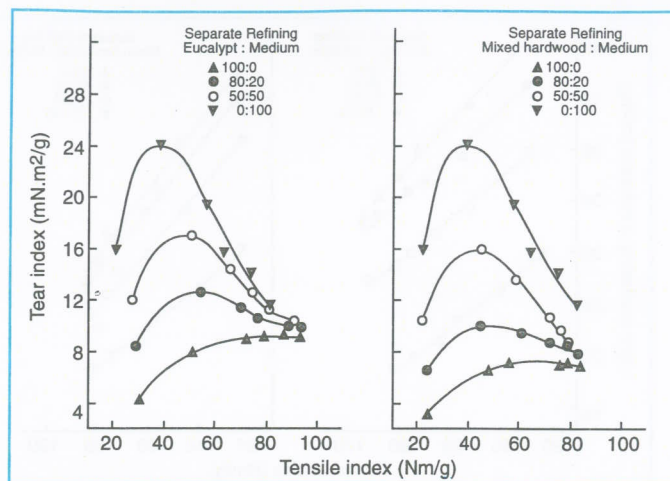 Separate Refining
Eucalypt : Medium
▲ 100:0
● 80:20
○ 50:50
▼ 0:100
Separate Refining
Mixed hardwood : Medium
▲ 100:0
● 80:20
○ 50:50
▼ 0:100
Tear index (mN.m²/g)
28
24
20
16
12
8
4
20 40 60 80 100
20 40 60 80 100
Tensile index (Nm/g)